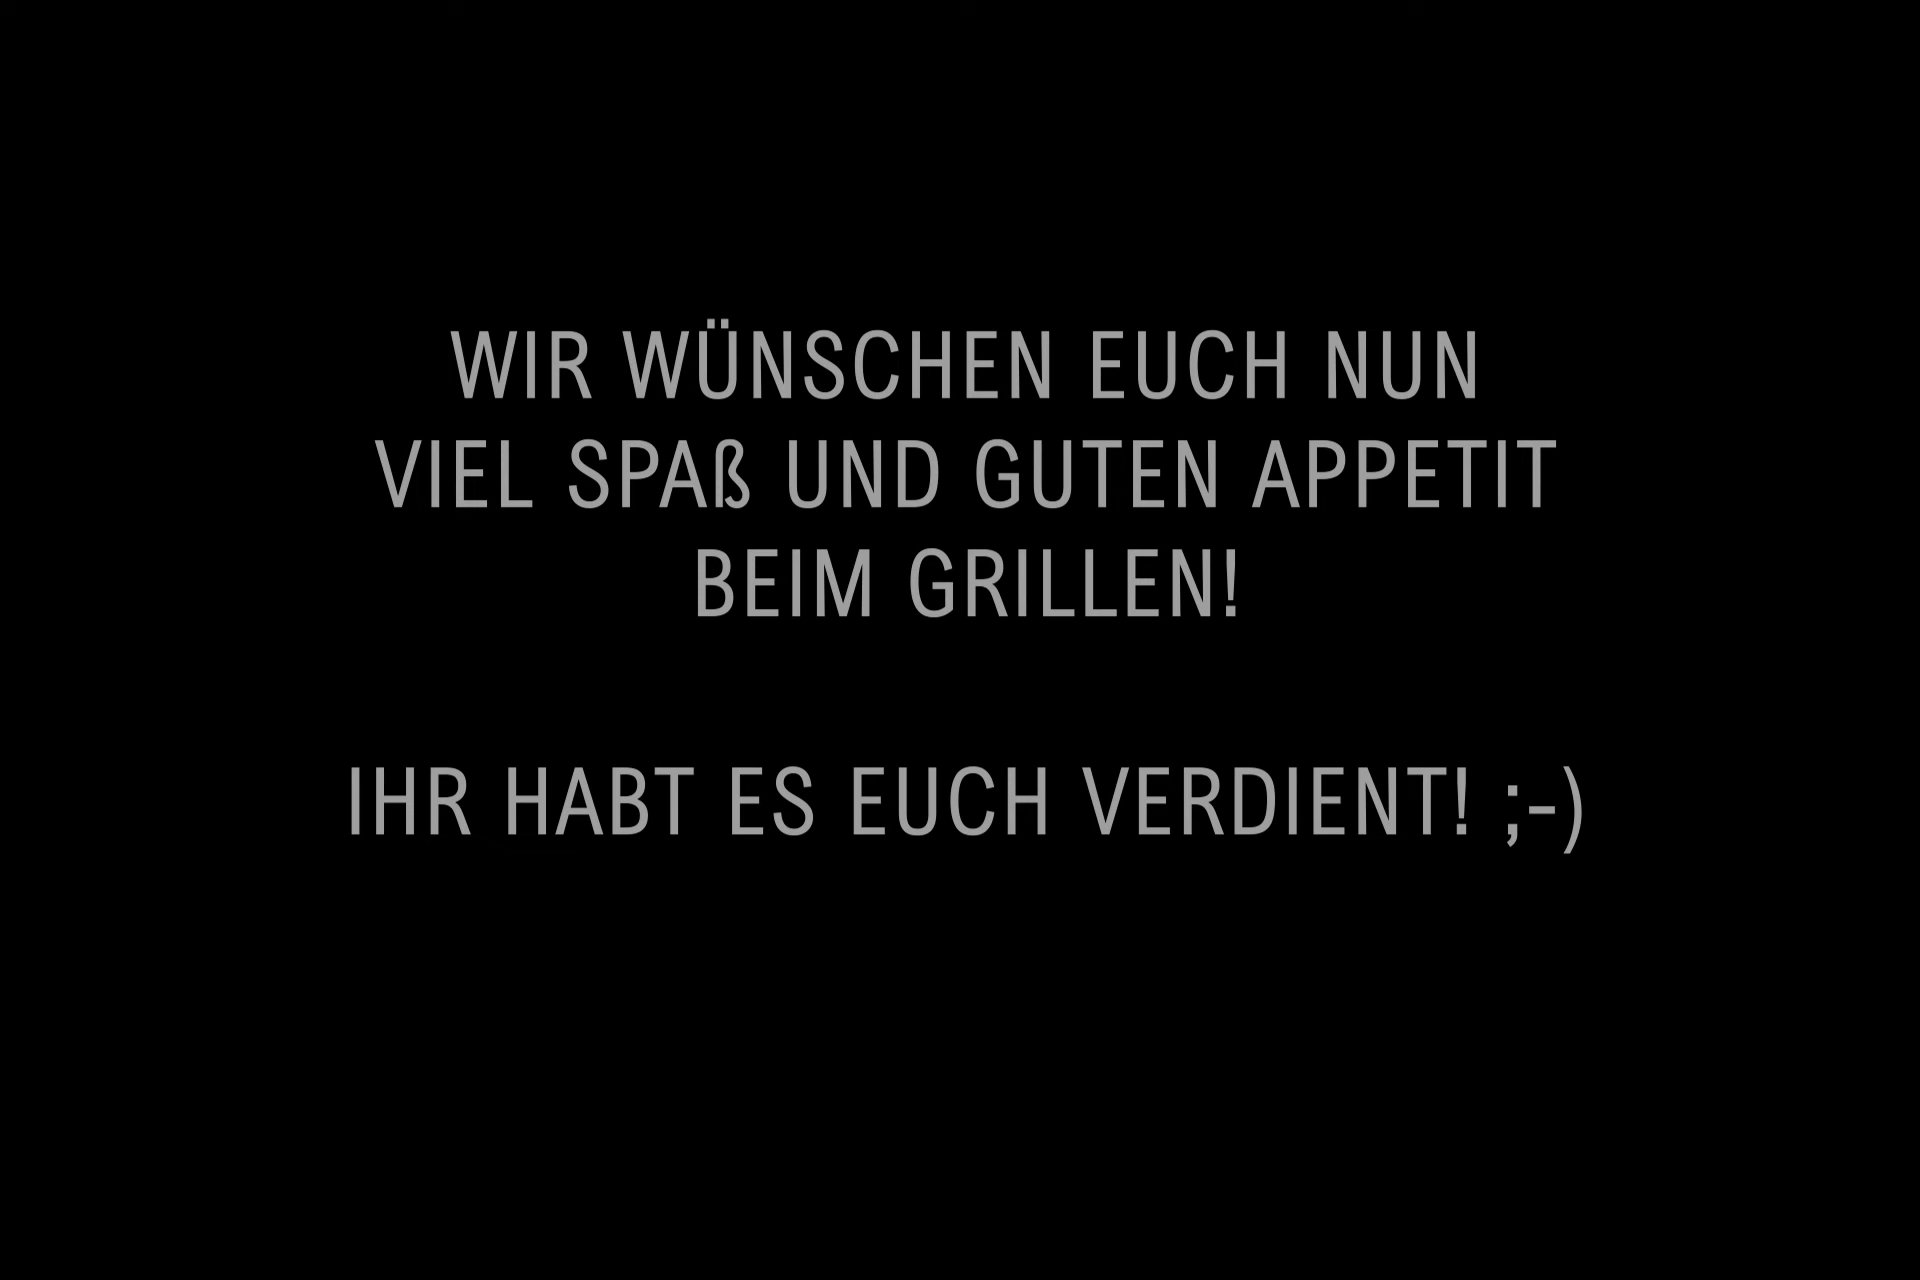 WIR WÜNSCHEN EUCH NUN
VIEL SPAß UND GUTEN APPETIT
BEIM GRILLEN!
IHR HABT ES EUCH VERDIENT! ;-)